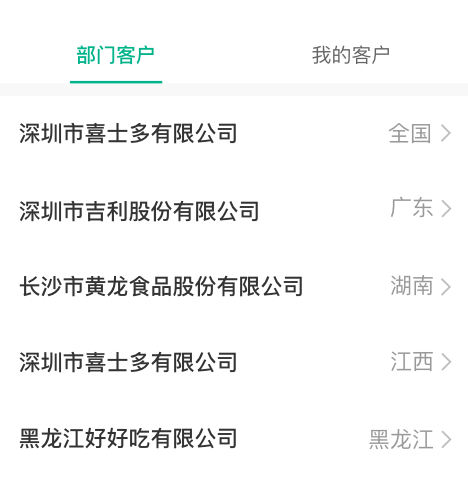 部门客户 我的客户
深圳市喜士多有限公司 全国
深圳市吉利股份有限公司 广东
长沙市黄龙食品股份有限公司 湖南
深圳市喜士多有限公司 江西
黑龙江好好吃有限公司 黑龙江